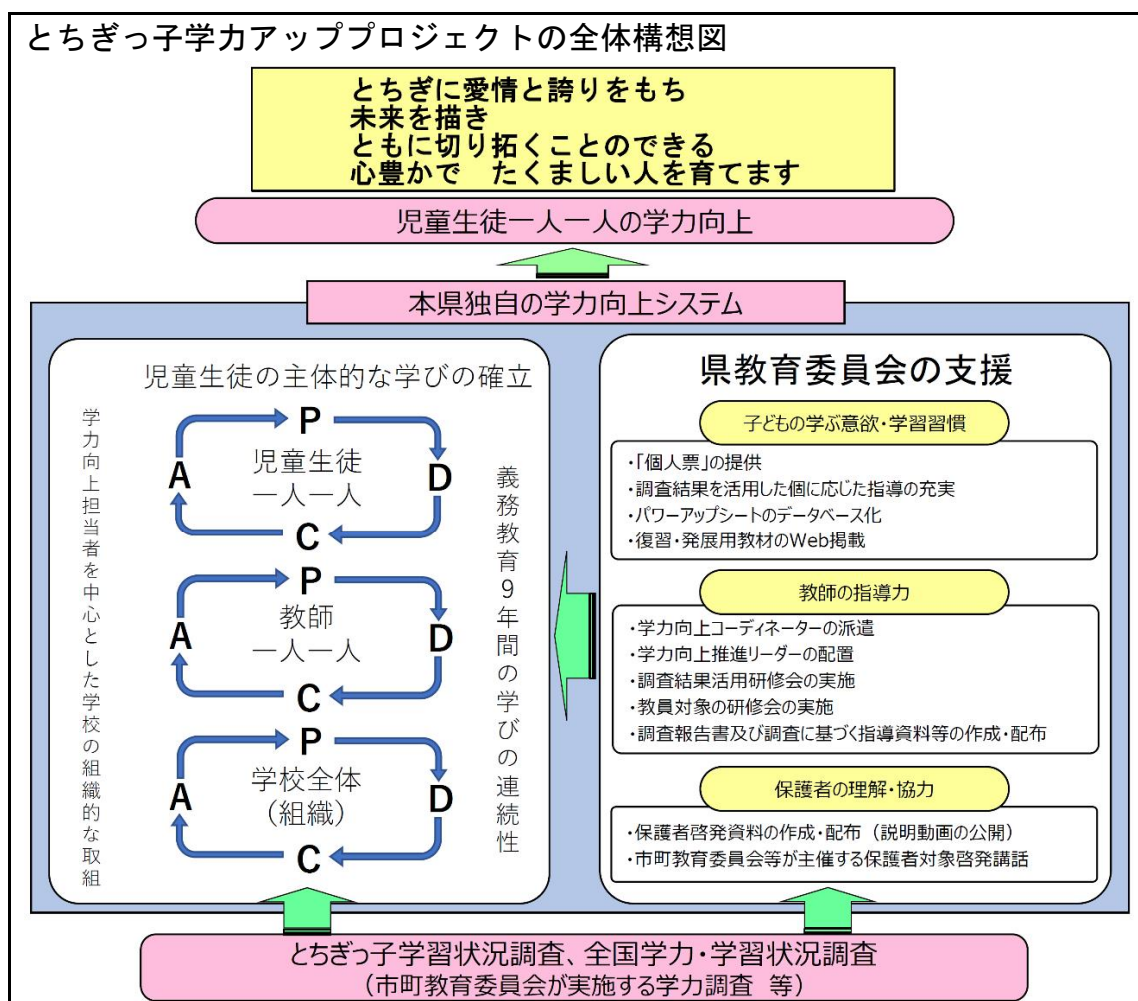 とちぎっ子学力アッププロジェクトの全体構想図
とちぎに愛情と誇りをもち
未来を描き
ともに切り拓くことのできる
心豊かで　たくましい人を育てます
児童生徒一人一人の学力向上
本県独自の学力向上システム
児童生徒の主体的な学びの確立
学力向上担当者を中心とした学校の組織的な取組
P
A
児童生徒
一人一人
D
C
P
A
教師
一人一人
D
C
P
A
学校全体
（組織）
D
C
義務教育９年間の学びの連続性
県教育委員会の支援
子どもの学ぶ意欲・学習習慣
・「個人票」の提供
・調査結果を活用した個に応じた指導の充実
・パワーアップシートのデータベース化
・復習・発展用教材のWeb掲載
教師の指導力
・学力向上コーディネーターの派遣
・学力向上推進リーダーの配置
・調査結果活用研修会の実施
・教員対象の研修会の実施
・調査報告書及び調査に基づく指導資料等の作成・配布
保護者の理解・協力
・保護者啓発資料の作成・配布（説明動画の公開）
・市町教育委員会等が主催する保護者対象啓発講話
とちぎっ子学習状況調査、全国学力・学習状況調査
（市町教育委員会が実施する学力調査　等）